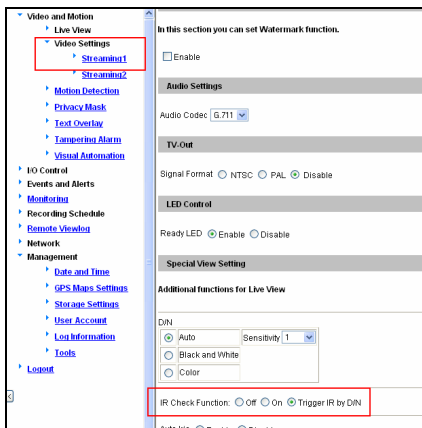 Video and Motion
Live View
Video Settings
Streaming1
Streaming2
Motion Detection
Privacy Mask
Text Overlay
Tampering Alarm
Visual Automation
I/O Control
Events and Alerts
Monitoring
Recording Schedule
Remote Viewlog
Network
Management
Date and Time
GPS Maps Settings
Storage Settings
User Account
Log Information
Tools
Logout
In this section you can set Watermark function.
Enable
Audio Settings
Audio Codec G.711
TV-Out
Signal Format NTSC PAL Disable
LED Control
Ready LED Enable Disable
Special View Setting
Additional functions for Live View
D/N
Auto Sensitivity 1
Black and White
Color
IR Check Function: Off On Trigger IR by D/N